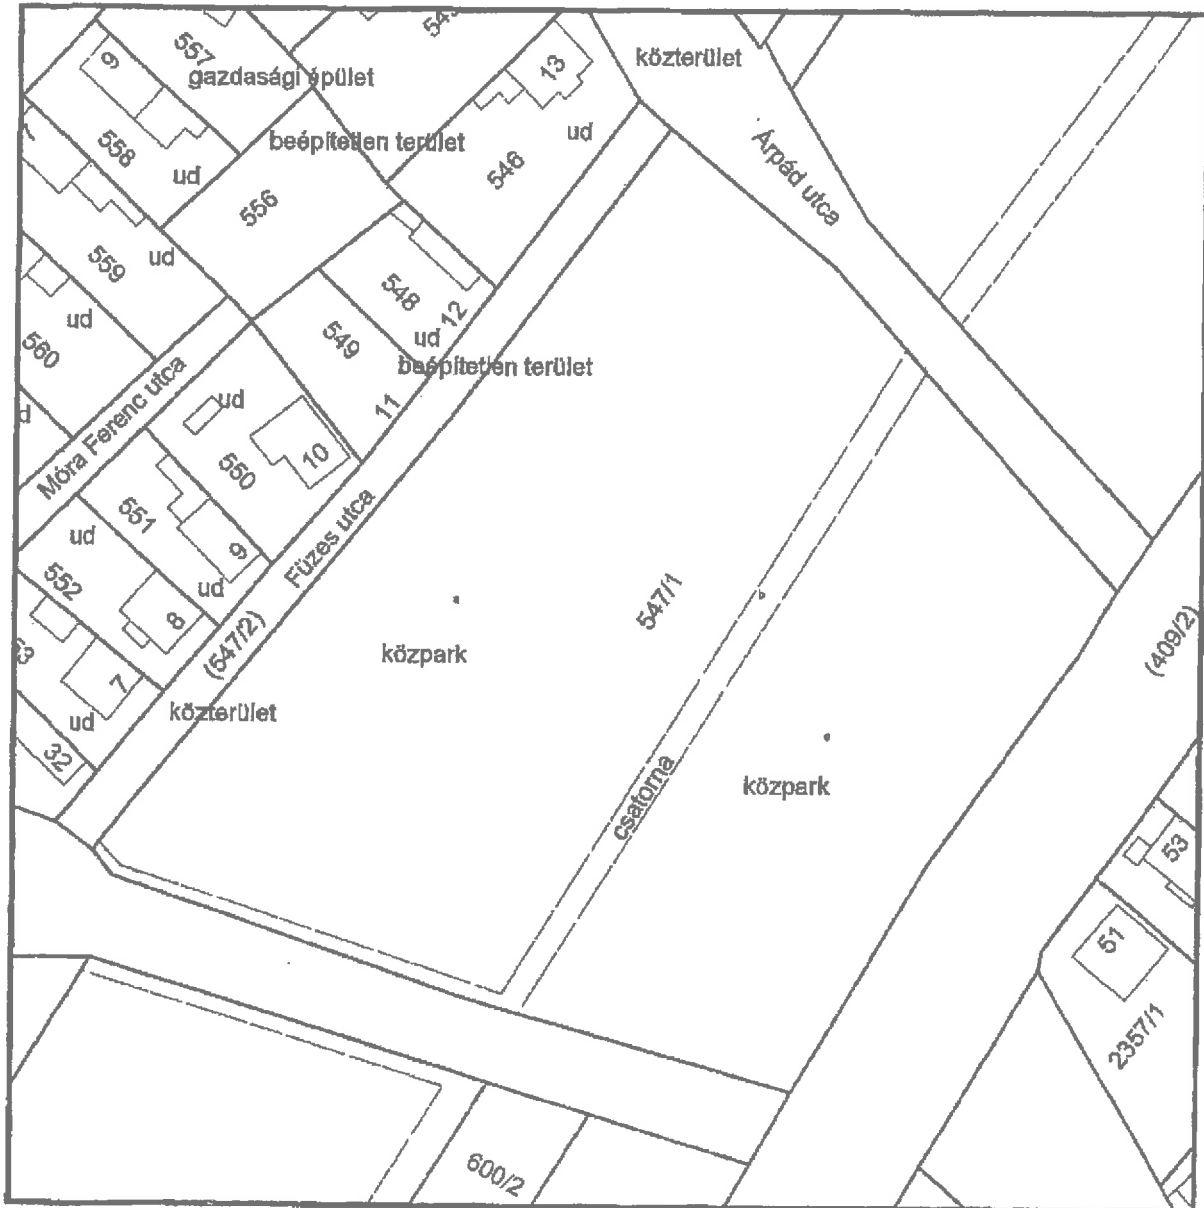 557
9
gazdasági épület
13
közterület
558
beépítetlen terület
ud
ud
546
Árpád utca
556
559
ud
548
ud
12
560
ud
549
ud
beépítetlen terület
11
Móra Ferenc utca
ud
550
10
551
ud
9
Füzes utca
552
ud
8
(547/2)
547/1
közpark
(409/2)
7
ud
közterület
32
csatorna
közpark
53
51
2357/1
600/2